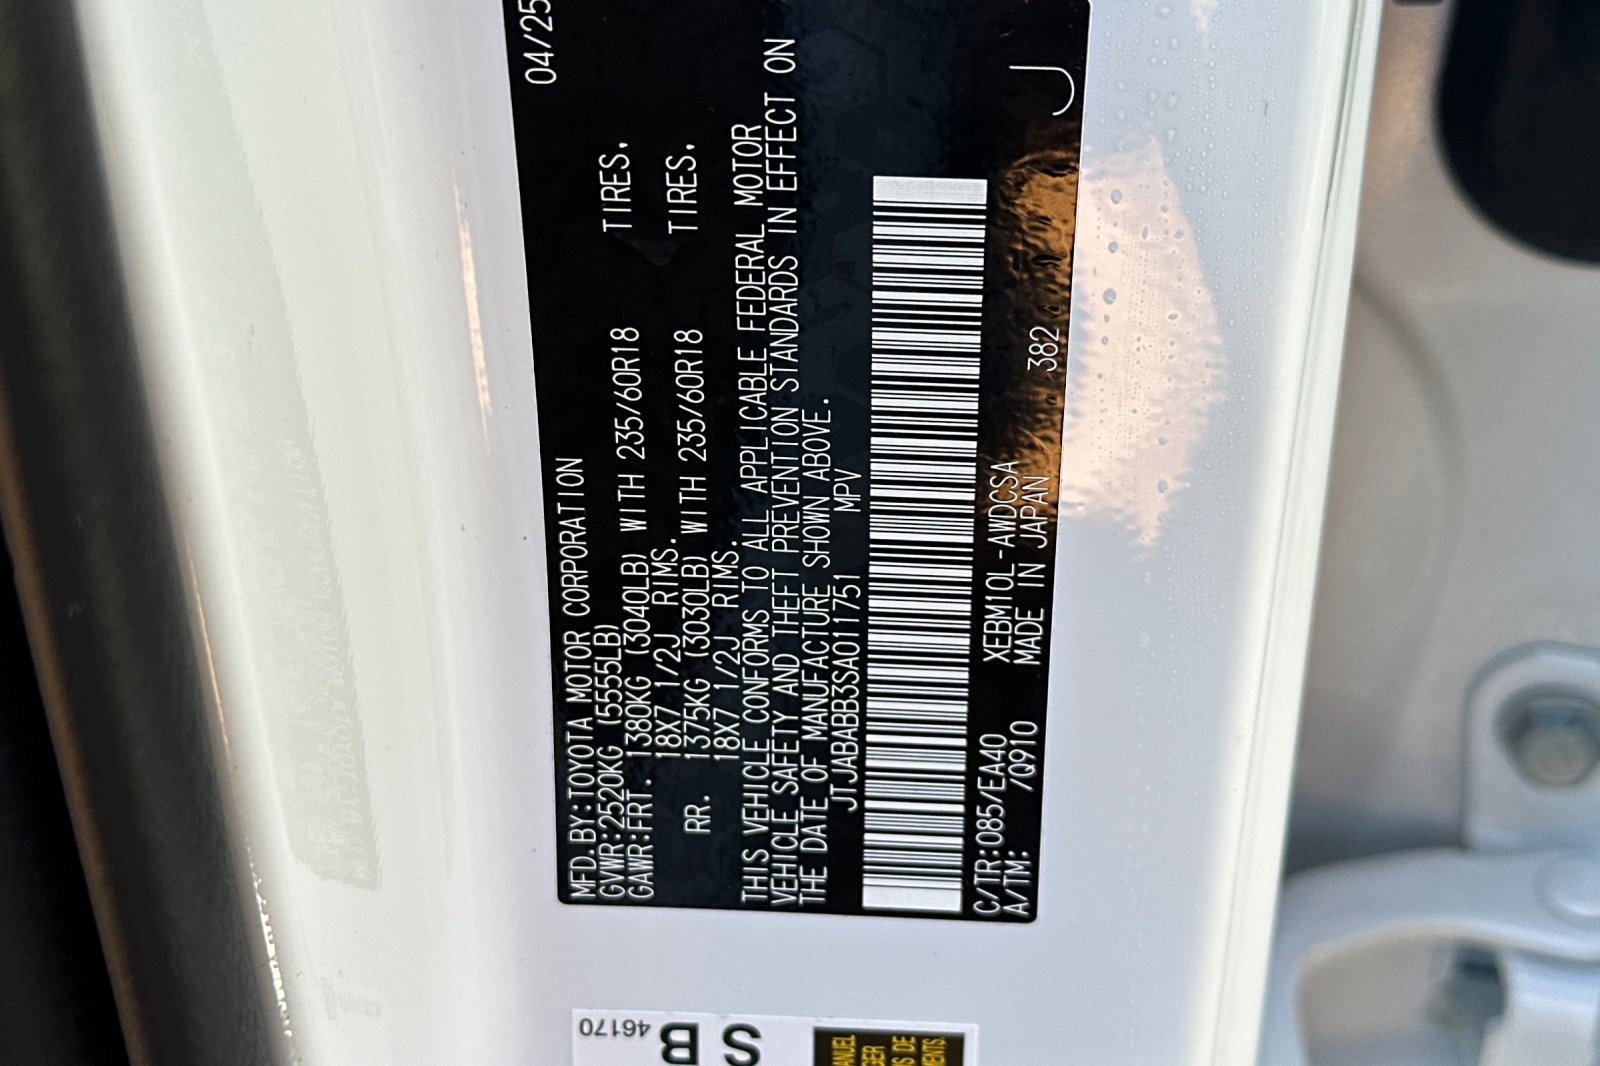 MFD.BY:TOYOTA MOTOR CORPORATION 04/25
GVWR:2520KG (5555LB)
GAWR:FRT. 1380KG (3040LB) WITH 235/60R18 TIRES,
18X7 1/2J RIMS.
RR. 1375KG (3030LB) WITH 235/60R18 TIRES,
18X7 1/2J RIMS.
THIS VEHICLE CONFORMS TO ALL APPLICABLE FEDERAL MOTOR
VEHICLE SAFETY AND THEFT PREVENTION STANDARDS IN EFFECT ON
THE DATE OF MANUFACTURE SHOWN ABOVE.
JTJABABB3SA011751 MPV
C/TR:085/EA40 XEBM10L-AWDCSA
A/TM: /Q910 MADE IN JAPAN 382 J
46170
S B